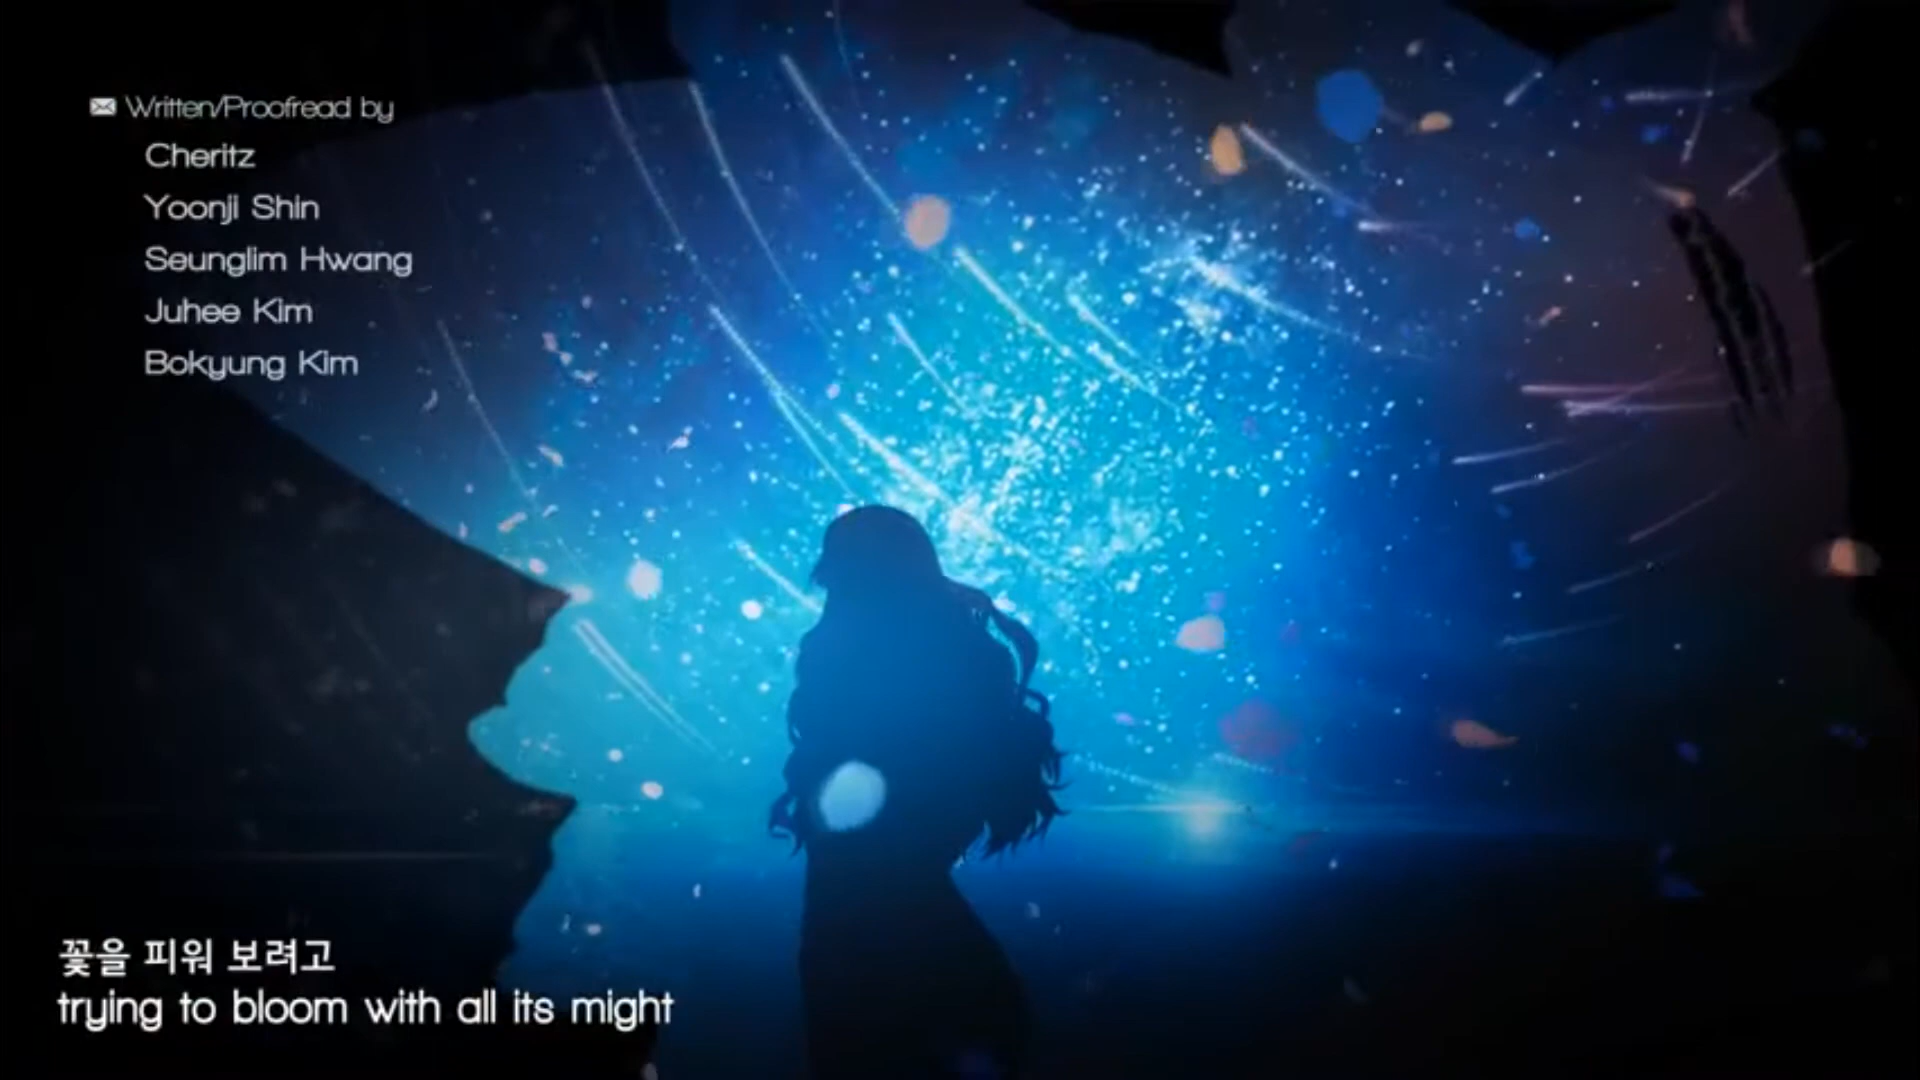 Written/Proofread by
Cheritz
Yoonji Shin
Seunglim Hwang
Juhee Kim
Bokyung Kim
꽃을 피워 보려고
trying to bloom with all its might